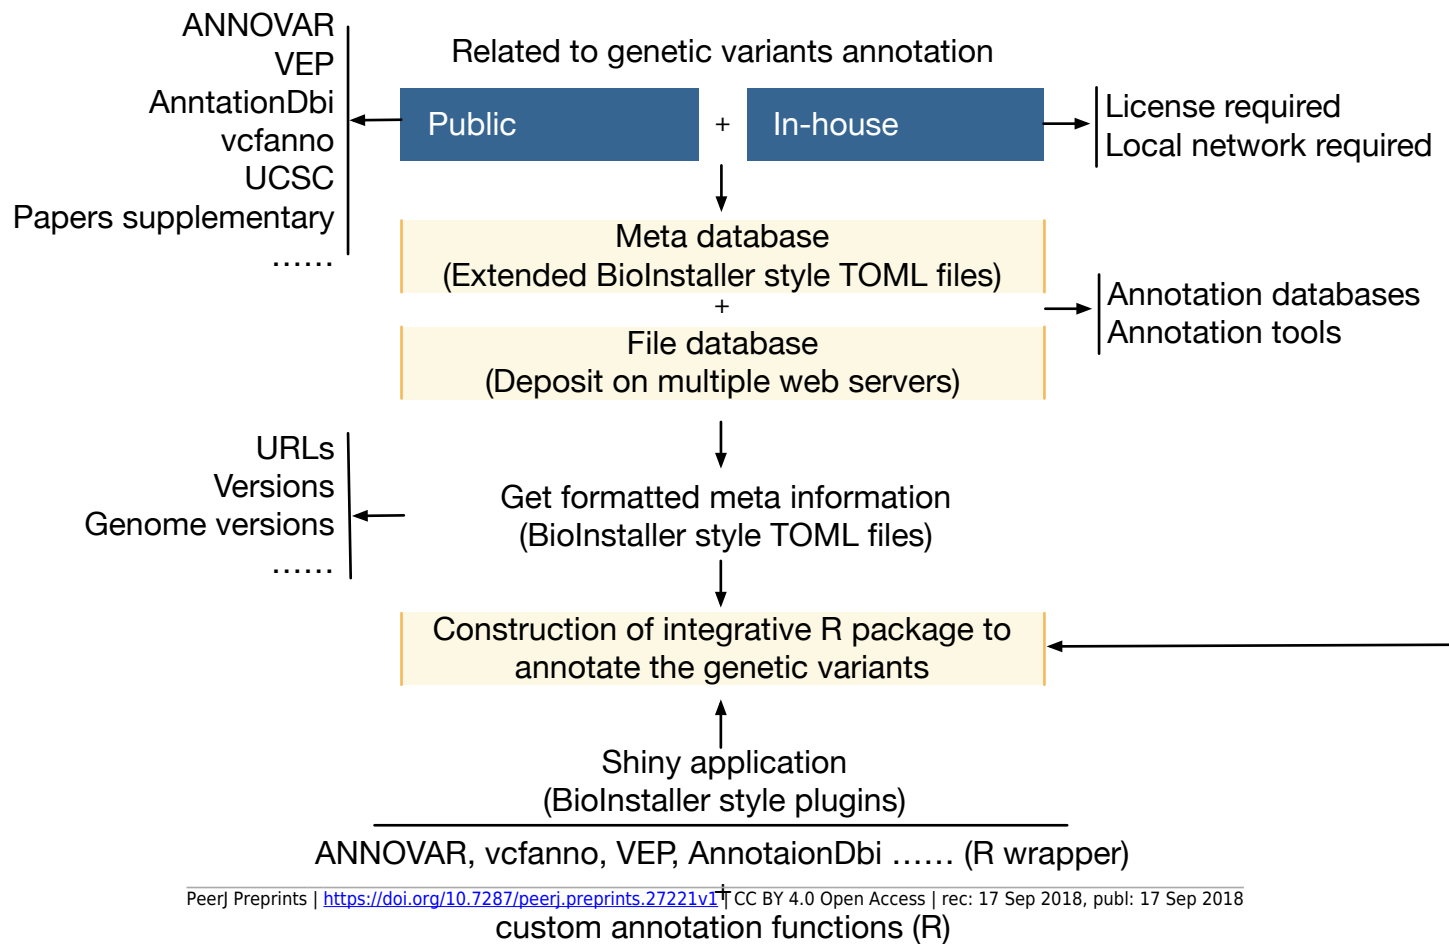 ANNOVAR
VEP
AnntationDbi
vcfanno
UCSC
Papers supplementary
......
Related to genetic variants annotation
Public
+
In-house
License required
Local network required
Meta database
(Extended BioInstaller style TOML files)
+
File database
(Deposit on multiple web servers)
Annotation databases
Annotation tools
URLs
Versions
Genome versions
......
Get formatted meta information
(BioInstaller style TOML files)
Construction of integrative R package to
annotate the genetic variants
Shiny application
(BioInstaller style plugins)
ANNOVAR, vcfanno, VEP, AnnotaionDbi ...... (R wrapper)
+
PeerJ Preprints | https://doi.org/10.7287/peerj.preprints.27221v1 | CC BY 4.0 Open Access | rec: 17 Sep 2018, publ: 17 Sep 2018
custom annotation functions (R)